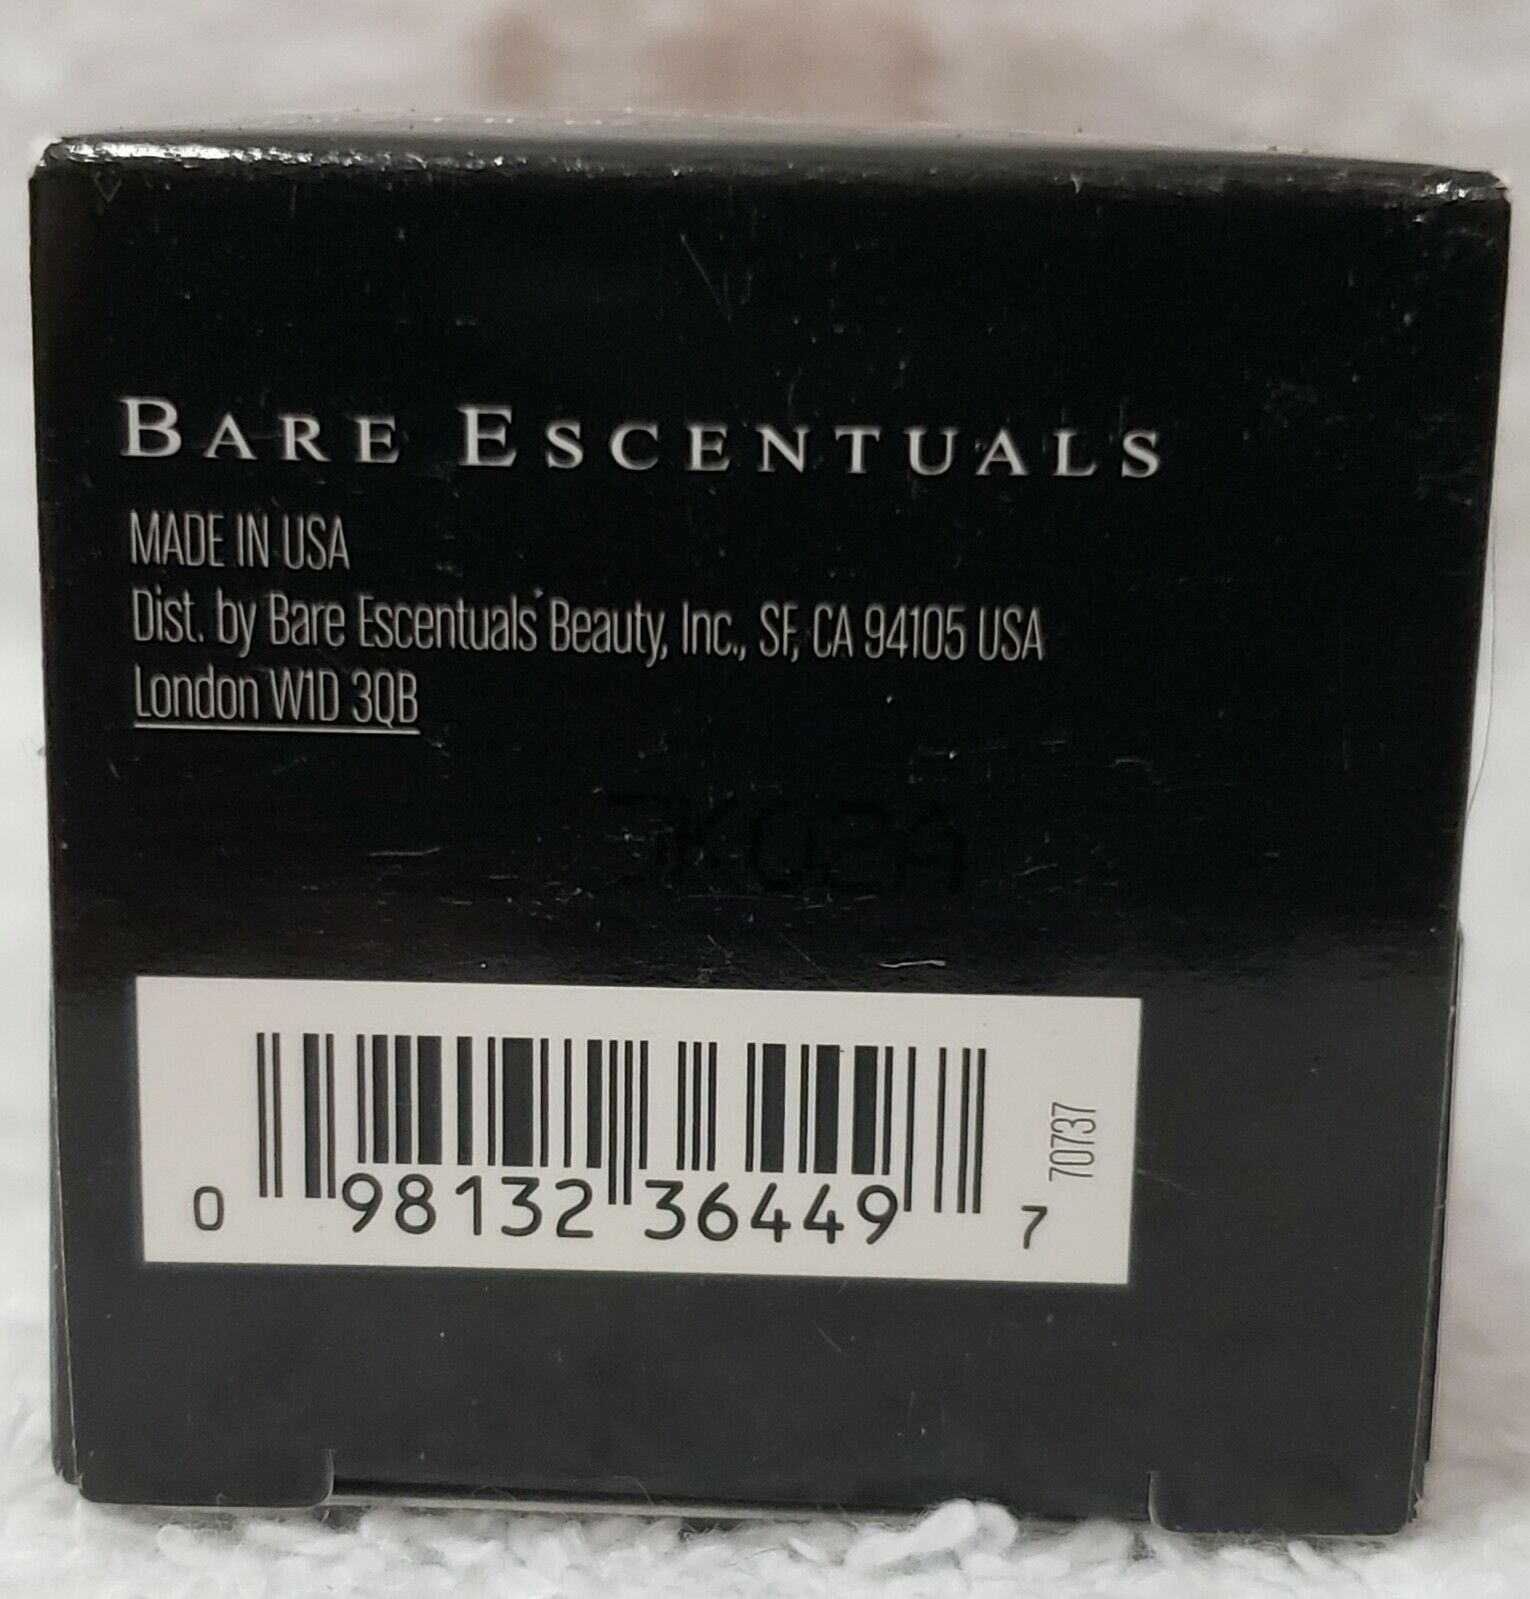 BARE ESCENTUALS
MADE IN USA
Dist. by Bare Escentuals Beauty, Inc., SF, CA 94105 USA
London W1D 3QB
70737
0 98132 36449 7